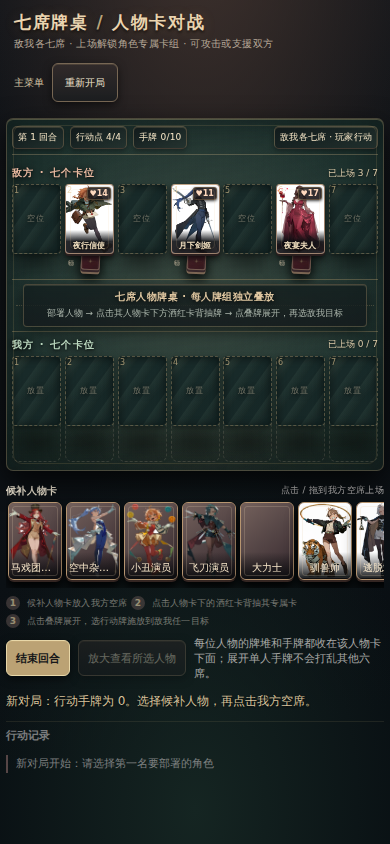 七席牌桌 / 人物卡对战
敌我各七席 · 上场解锁角色专属卡组 · 可攻击或支援双方
主菜单 重新开局
第 1 回合 行动点 4/4 手牌 0/10 敌我各七席 · 玩家行动
敌方 · 七个卡位 已上场 3 / 7
1 ♥14 3 ♥11 5 ♥17 7
空位 空位 空位 空位
夜行信使 月下剑姬 夜宴夫人
七席人物牌桌 · 每人牌组独立叠放
部署人物 → 点击其人物卡下方酒红卡背抽牌 → 点叠牌展开，再选敌我目标
我方 · 七个卡位 已上场 0 / 7
1 2 3 4 5 6 7
放置 放置 放置 放置 放置 放置 放置
候补人物卡 点击 / 拖到我方空席上场
马戏团… 空中杂… 小丑演员 飞刀演员 大力士 驯兽师 逃脱
1 候补人物卡放入我方空席 2 点击人物卡下的酒红卡背抽其专属卡
3 点击叠牌展开，选行动牌施放到敌我任一目标
结束回合 放大查看所选人物 每位人物的牌堆和手牌都收在该人物卡
下面；展开单人手牌不会打乱其他六
席。
新对局：行动手牌为 0。选择候补人物，再点击我方空席。
行动记录
新对局开始：请选择第一名要部署的角色